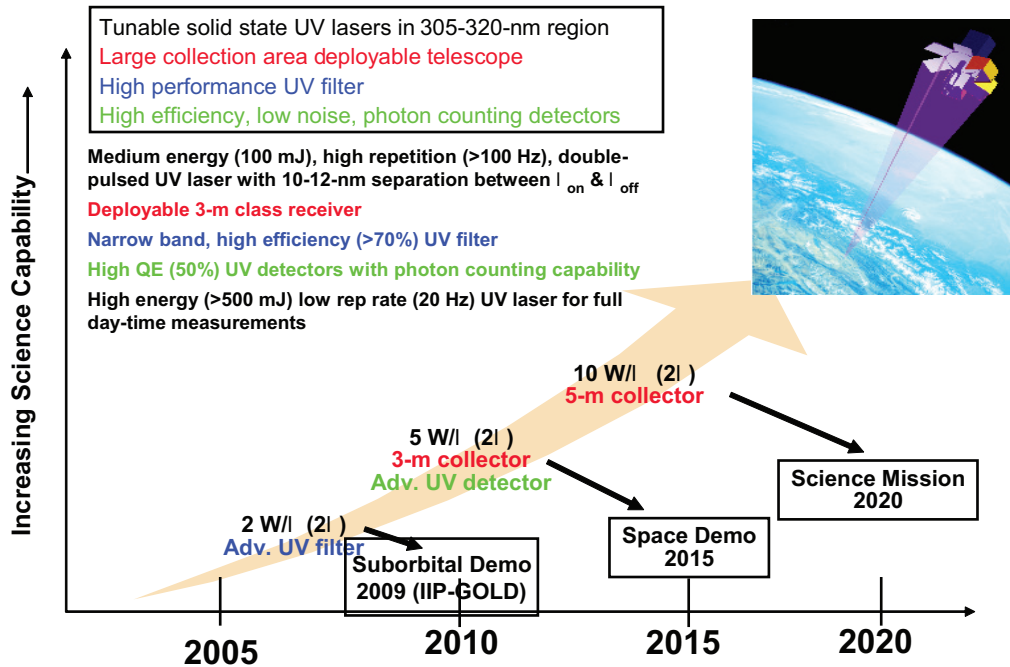 Tunable solid state UV lasers in 305-320-nm region
Large collection area deployable telescope
High performance UV filter
High efficiency, low noise, photon counting detectors
Medium energy (100 mJ), high repetition (>100 Hz), double-
pulsed UV laser with 10-12-nm separation between l on & l off
Deployable 3-m class receiver
Narrow band, high efficiency (>70%) UV filter
High QE (50%) UV detectors with photon counting capability
High energy (>500 mJ) low rep rate (20 Hz) UV laser for full
day-time measurements
Increasing Science Capability
10 W/l (2l )
5-m collector
5 W/l (2l )
3-m collector
Adv. UV detector
2 W/l (2l )
Adv. UV filter
Suborbital Demo
2009 (IIP-GOLD)
Space Demo
2015
Science Mission
2020
2005
2010
2015
2020